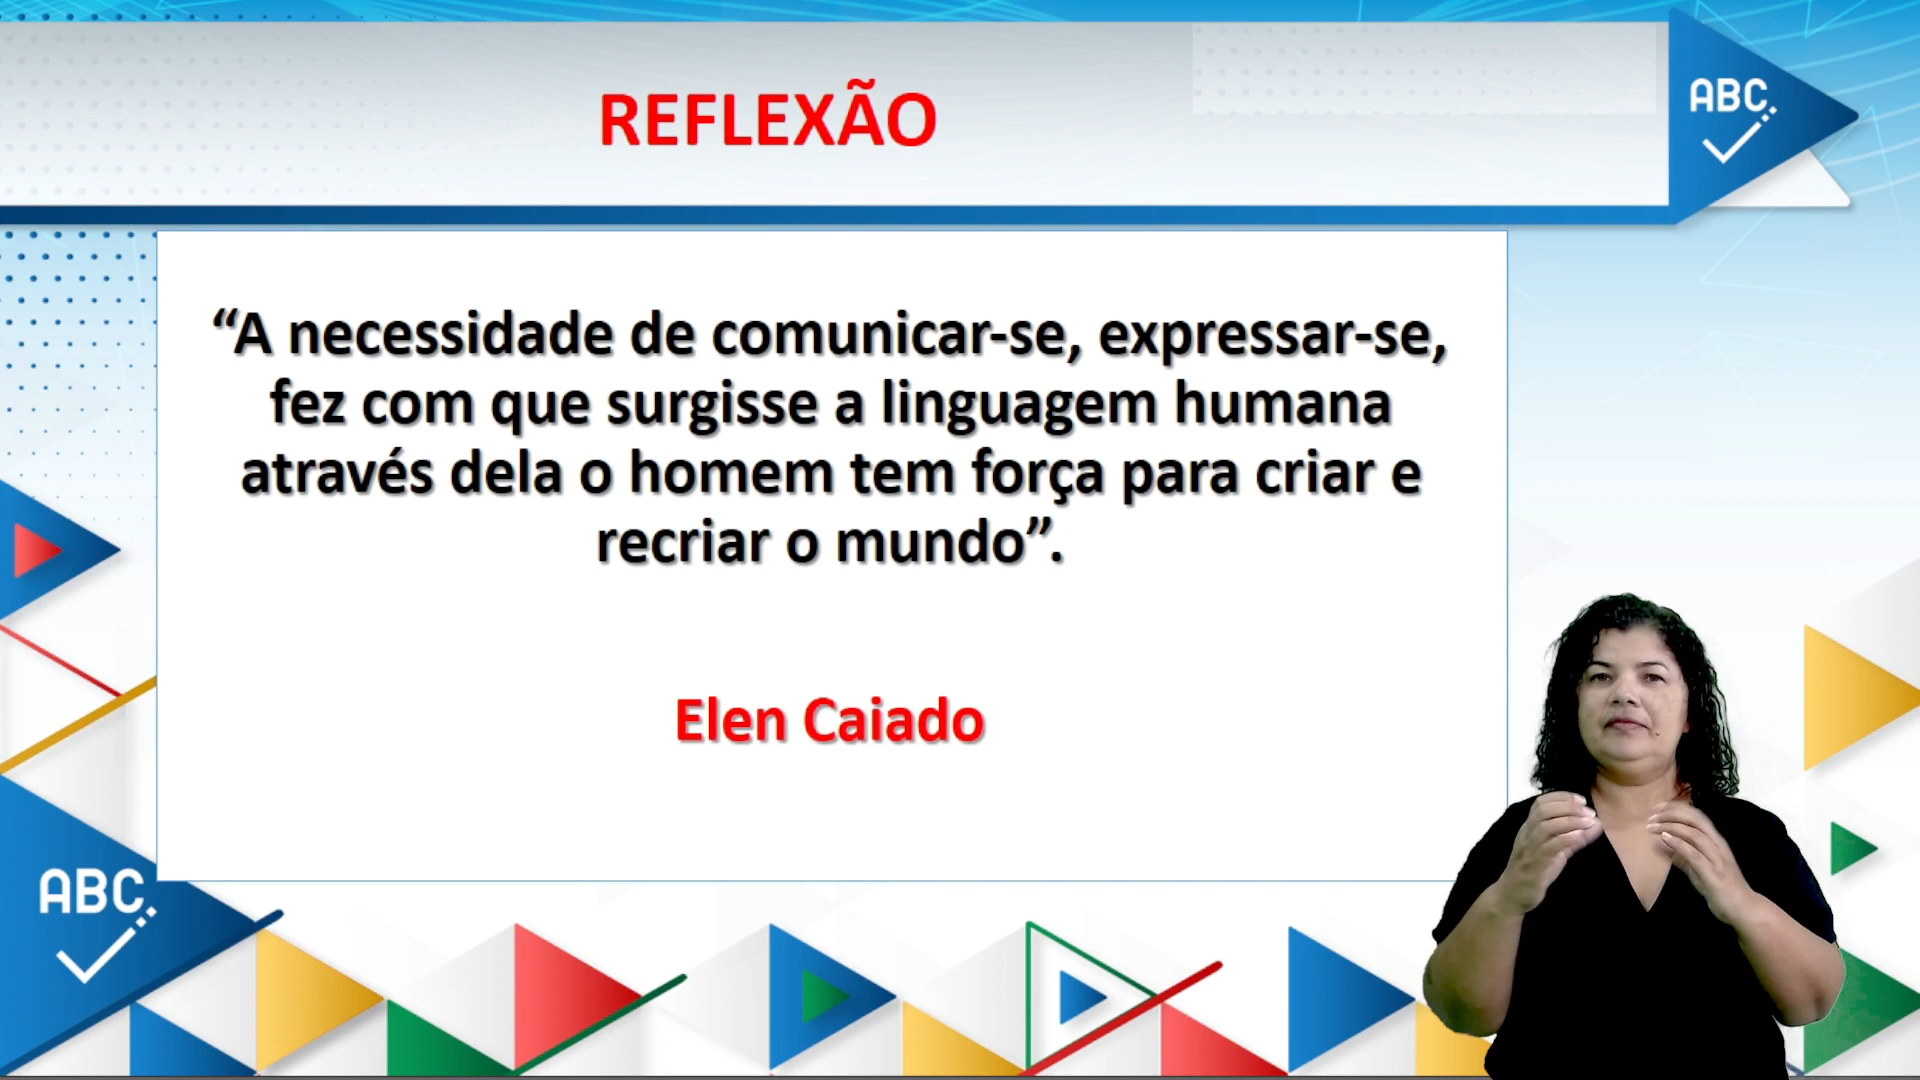 REFLEXÃO
ABC
“A necessidade de comunicar-se, expressar-se,
fez com que surgisse a linguagem humana
através dela o homem tem força para criar e
recriar o mundo”.
Elen Caiado
ABC